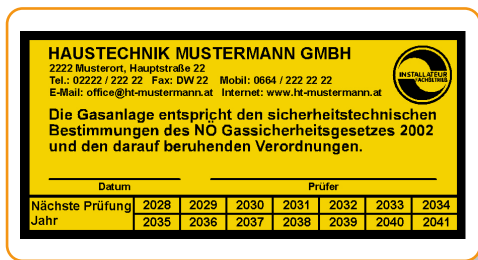 HAUSTECHNIK MUSTERMANN GMBH
2222 Musterort, Hauptstraße 22
Tel.: 02222 / 222 22 Fax: DW 22 Mobil: 0664 / 222 22 22
E-Mail: office@ht-mustermann.at Internet: www.ht-mustermann.at
INSTALLATEUR
FACHBETRIEB
Die Gasanlage entspricht den sicherheitstechnischen
Bestimmungen des NÖ Gassicherheitsgesetzes 2002
und den darauf beruhenden Verordnungen.
Datum Prüfer
Nächste Prüfung 2028 2029 2030 2031 2032 2033 2034
Jahr 2035 2036 2037 2038 2039 2040 2041